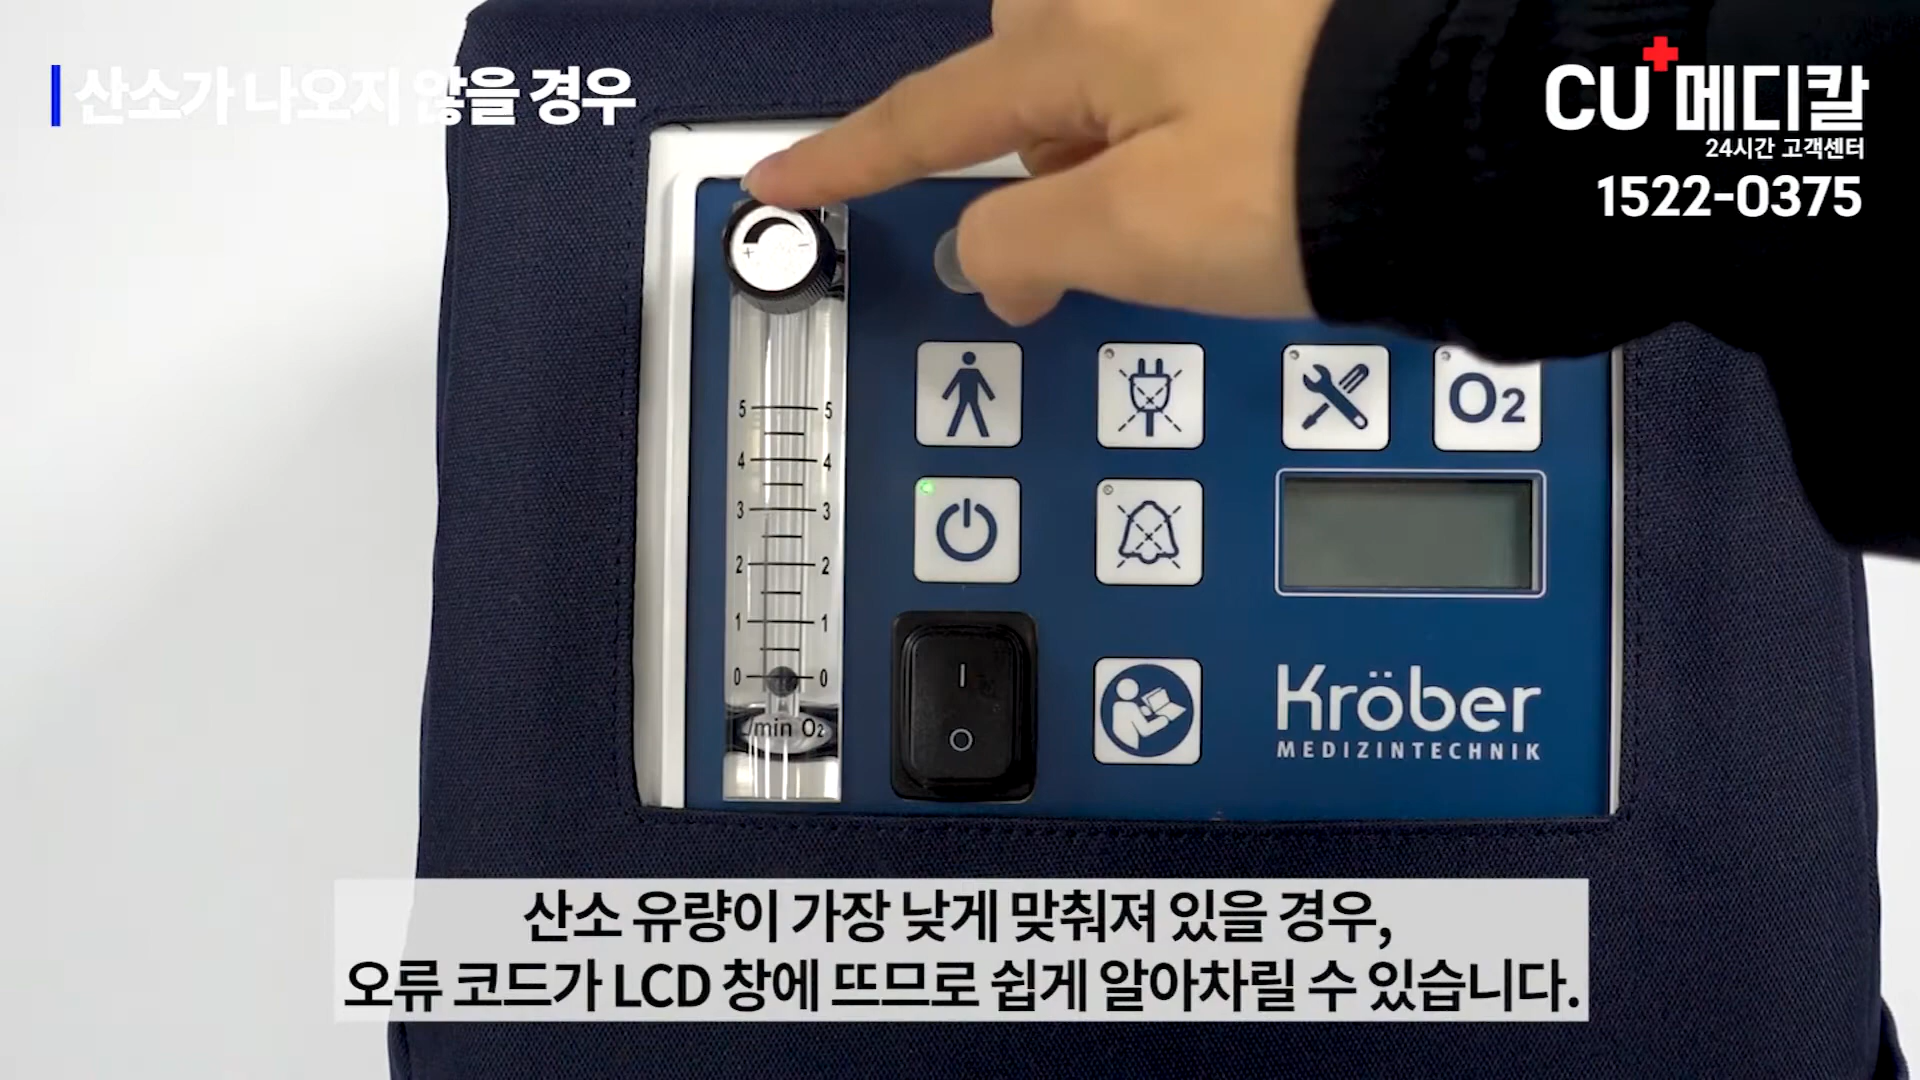 산소가 나오지 않을 경우
CU 메디칼
24시간 고객센터
1522-0375
+ -
5 5
4 4
3 3
2 2
1 1
0 0
/min O2
O2
I
O
Kröber
MEDIZINTECHNIK
산소 유량이 가장 낮게 맞춰져 있을 경우,
오류 코드가 LCD 창에 뜨므로 쉽게 알아차릴 수 있습니다.